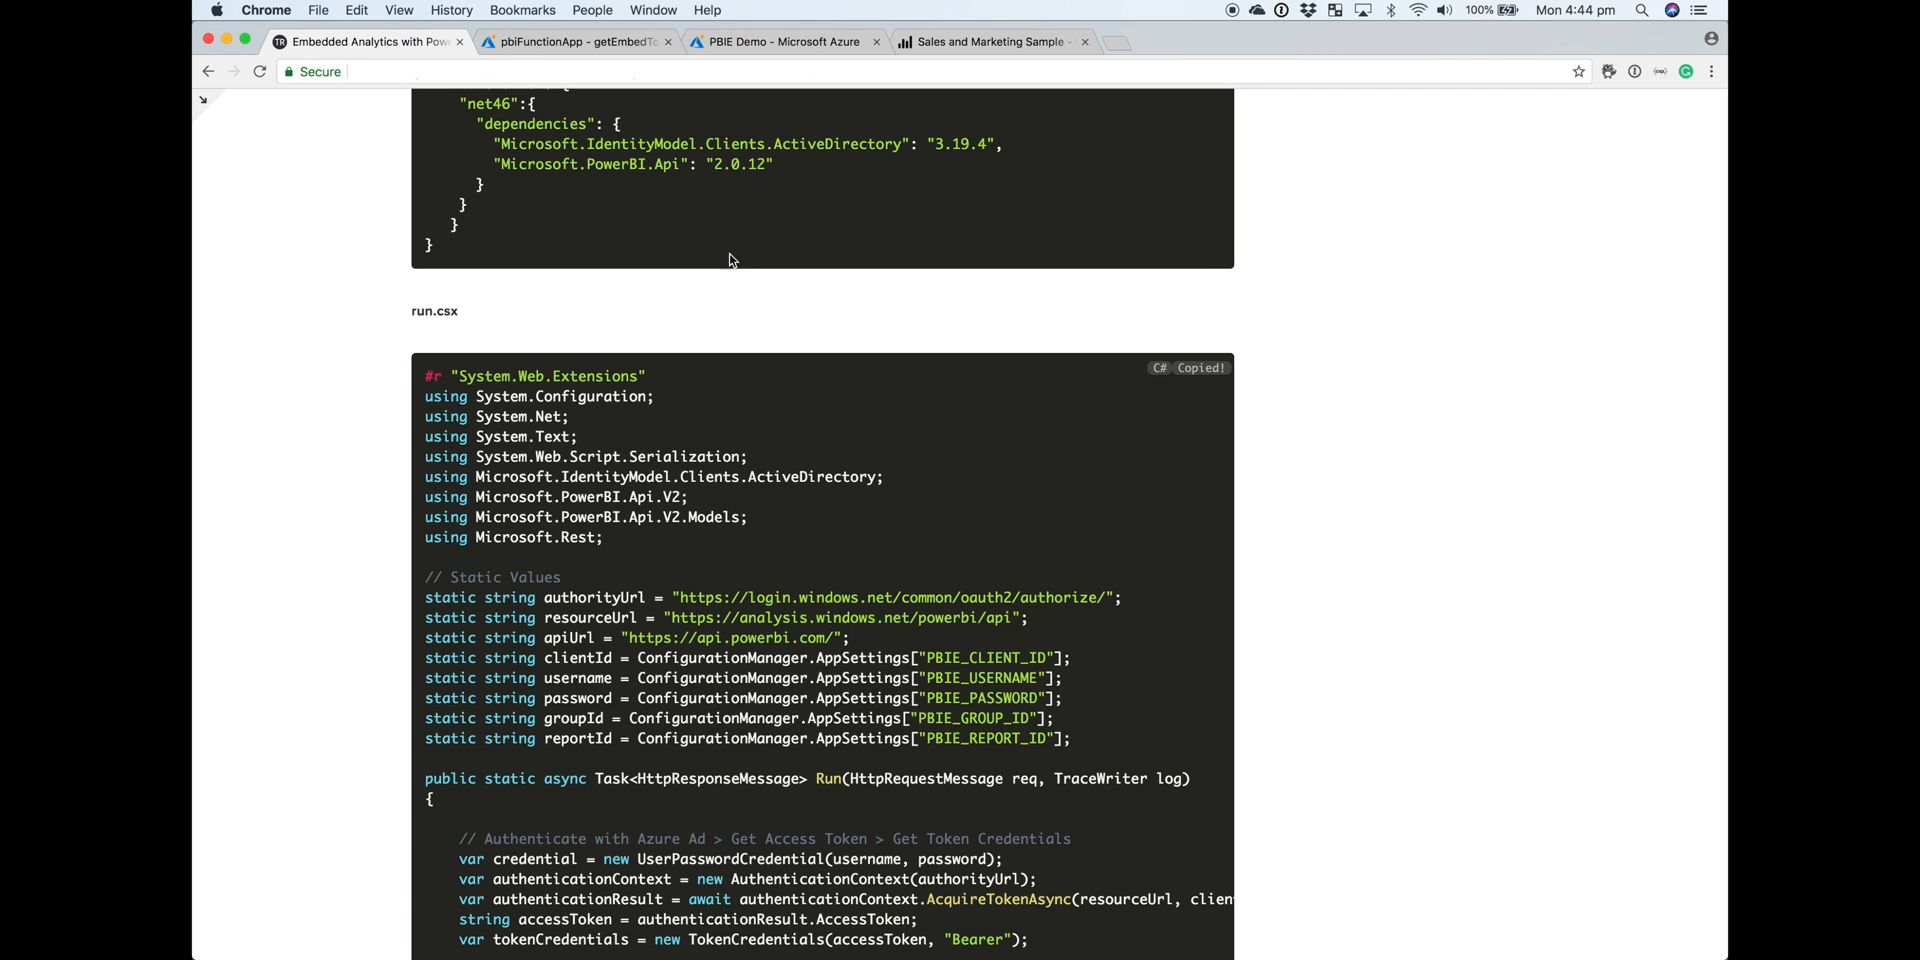 Chrome File Edit View History Bookmarks People Window Help
100% Mon 4:44 pm
TR Embedded Analytics with Pow
pbiFunctionApp - getEmbedTo
PBIE Demo - Microsoft Azure
Sales and Marketing Sample -
Secure
"net46":{
"dependencies": {
"Microsoft.IdentityModel.Clients.ActiveDirectory": "3.19.4",
"Microsoft.PowerBI.Api": "2.0.12"
}
}
}
}
run.csx
C# Copied!
#r "System.Web.Extensions"
using System.Configuration;
using System.Net;
using System.Text;
using System.Web.Script.Serialization;
using Microsoft.IdentityModel.Clients.ActiveDirectory;
using Microsoft.PowerBI.Api.V2;
using Microsoft.PowerBI.Api.V2.Models;
using Microsoft.Rest;
// Static Values
static string authorityUrl = "https://login.windows.net/common/oauth2/authorize/";
static string resourceUrl = "https://analysis.windows.net/powerbi/api";
static string apiUrl = "https://api.powerbi.com/";
static string clientId = ConfigurationManager.AppSettings["PBIE_CLIENT_ID"];
static string username = ConfigurationManager.AppSettings["PBIE_USERNAME"];
static string password = ConfigurationManager.AppSettings["PBIE_PASSWORD"];
static string groupId = ConfigurationManager.AppSettings["PBIE_GROUP_ID"];
static string reportId = ConfigurationManager.AppSettings["PBIE_REPORT_ID"];
public static async Task<HttpResponseMessage> Run(HttpRequestMessage req, TraceWriter log)
{
// Authenticate with Azure Ad > Get Access Token > Get Token Credentials
var credential = new UserPasswordCredential(username, password);
var authenticationContext = new AuthenticationContext(authorityUrl);
var authenticationResult = await authenticationContext.AcquireTokenAsync(resourceUrl, clien
string accessToken = authenticationResult.AccessToken;
var tokenCredentials = new TokenCredentials(accessToken, "Bearer");